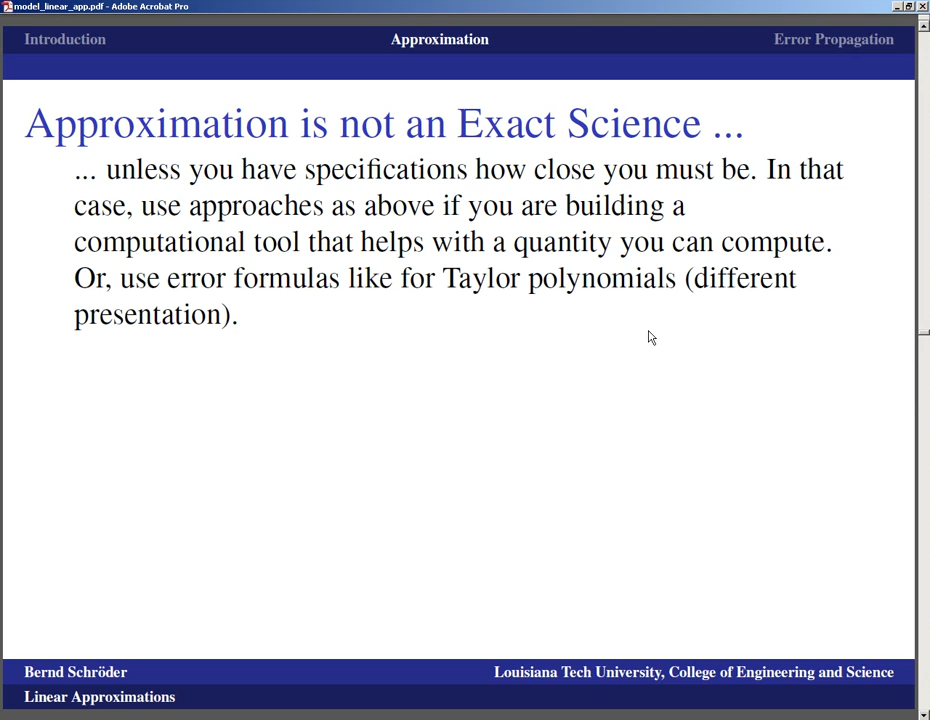 model_linear_app.pdf - Adobe Acrobat Pro
Introduction Approximation Error Propagation
Approximation is not an Exact Science ...
... unless you have specifications how close you must be. In that
case, use approaches as above if you are building a
computational tool that helps with a quantity you can compute.
Or, use error formulas like for Taylor polynomials (different
presentation).
Bernd Schröder Louisiana Tech University, College of Engineering and Science
Linear Approximations